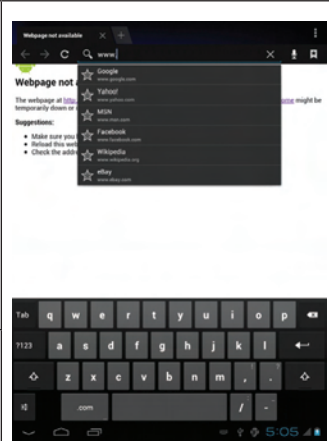 Webpage not available
www.
Google
www.google.com
Yahoo!
www.yahoo.com
MSN
www.msn.com
Facebook
www.facebook.com
Wikipedia
www.wikipedia.org
eBay
www.ebay.com
Webpage not a
The webpage at http: ome might be
temporarily down or
Suggestions:
Make sure you
Reload this web
Check the addre
Tab q w e r t y u i o p
?123 a s d f g h j k l
z x c v b n m , .
.com / -
5:05